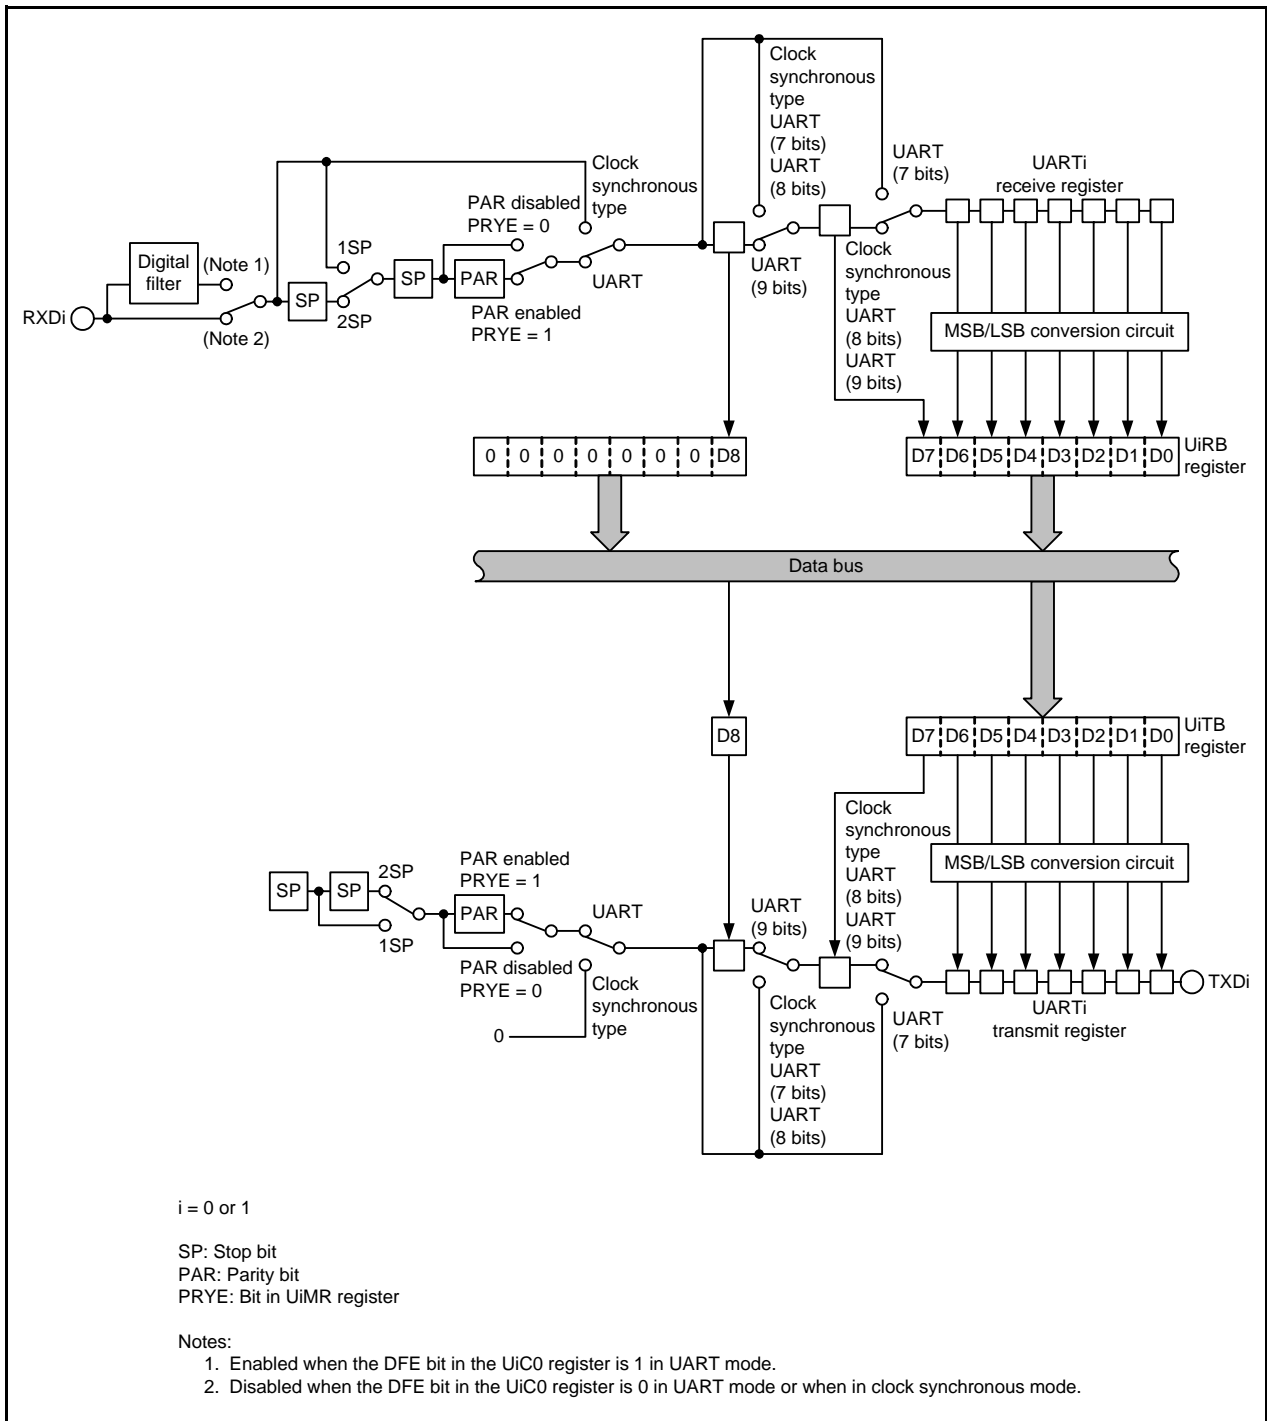 Clock
synchronous
type
UART
(7 bits)
UART
(8 bits)
UART
(7 bits)
UARTi
receive register
Clock
synchronous
type
PAR disabled
PRYE = 0
1SP
Digital
filter
(Note 1)
SP
PAR
UART
UART
(9 bits)
Clock
synchronous
type
UART
(8 bits)
UART
(9 bits)
RXDi
SP
2SP
(Note 2)
PAR enabled
PRYE = 1
MSB/LSB conversion circuit
0 0 0 0 0 0 0 D8
D7 D6 D5 D4 D3 D2 D1 D0
UiRB
register
Data bus
D8
D7 D6 D5 D4 D3 D2 D1 D0
UiTB
register
Clock
synchronous
type
UART
(8 bits)
UART
(9 bits)
MSB/LSB conversion circuit
PAR enabled
PRYE = 1
2SP
SP
SP
1SP
PAR
UART
UART
(9 bits)
PAR disabled
PRYE = 0
Clock
synchronous
type
0
Clock
synchronous
type
UART
(7 bits)
UART
(8 bits)
UART
(7 bits)
TXDi
UARTi
transmit register
i = 0 or 1
SP: Stop bit
PAR: Parity bit
PRYE: Bit in UiMR register
Notes:
1. Enabled when the DFE bit in the UiC0 register is 1 in UART mode.
2. Disabled when the DFE bit in the UiC0 register is 0 in UART mode or when in clock synchronous mode.